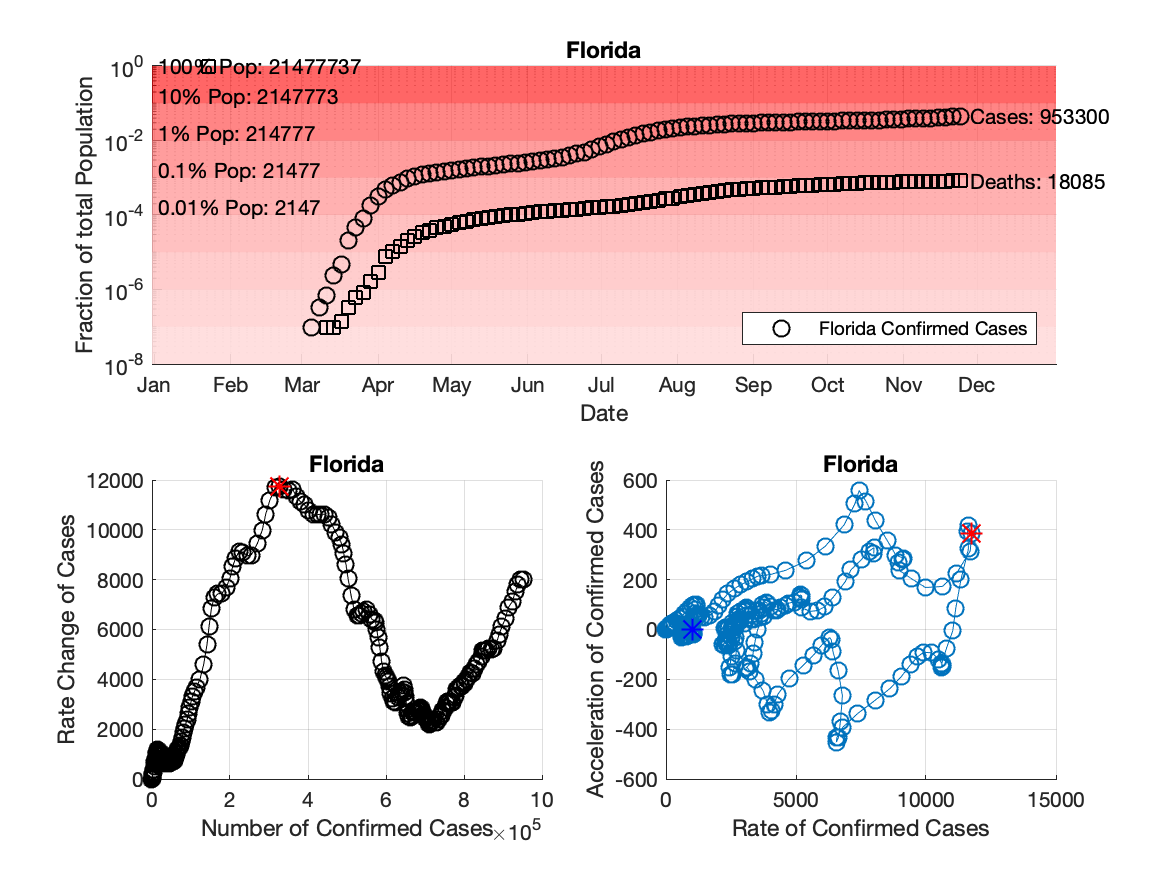 Florida
10^0
10^-2
10^-4
10^-6
10^-8
Fraction of total Population
100% Pop: 21477737
10% Pop: 2147773
1% Pop: 214777
0.1% Pop: 21477
0.01% Pop: 2147
Cases: 953300
Deaths: 18085
Florida Confirmed Cases
Jan Feb Mar Apr May Jun Jul Aug Sep Oct Nov Dec
Date
Florida
12000
10000
8000
6000
4000
2000
0
Rate Change of Cases
0 2 4 6 8 10
Number of Confirmed Cases ×10^5
Florida
600
400
200
0
-200
-400
-600
Acceleration of Confirmed Cases
0 5000 10000 15000
Rate of Confirmed Cases